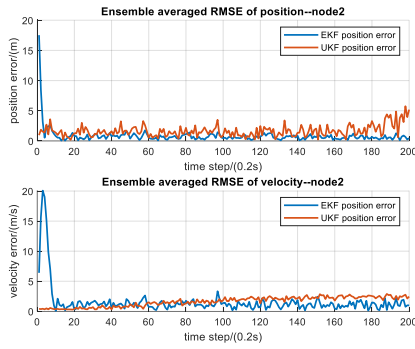 Ensemble averaged RMSE of position--node2
EKF position error
UKF position error
position error/(m)
20
15
10
5
0
0 20 40 60 80 100 120 140 160 180 200
time step/(0.2s)
Ensemble averaged RMSE of velocity--node2
EKF position error
UKF position error
velocity error/(m/s)
20
15
10
5
0
0 20 40 60 80 100 120 140 160 180 200
time step/(0.2s)